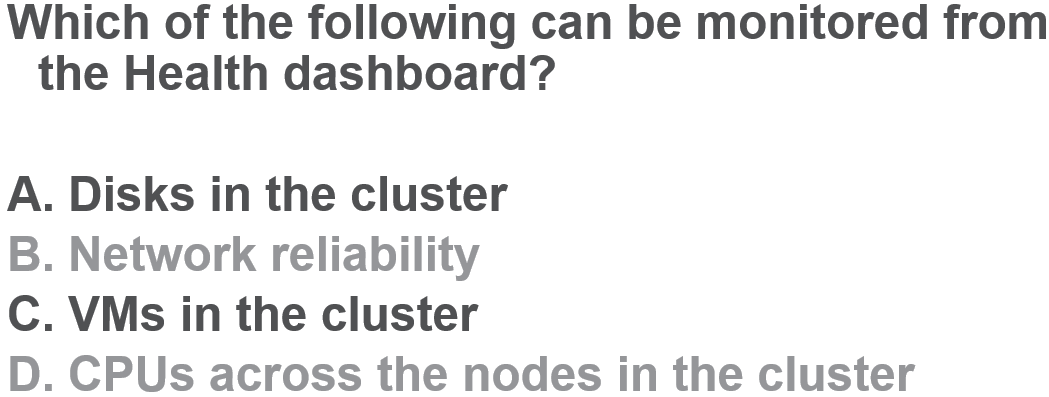 Which of the following can be monitored from
the Health dashboard?
A. Disks in the cluster
B. Network reliability
C. VMs in the cluster
D. CPUs across the nodes in the cluster